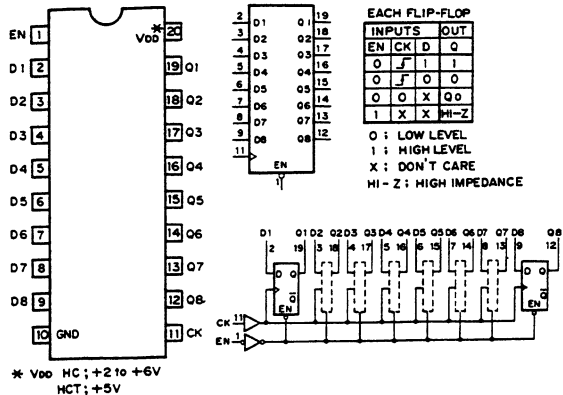 EN 1
* 20
VDD
D1 2
19 Q1
D2 3
18 Q2
D3 4
17 Q3
D4 5
16 Q4
D5 6
15 Q5
D6 7
14 Q6
D7 8
13 Q7
D8 9
12 Q8
10 GND
11 CK
* VDD HC ; +2 to +6V
HCT ; +5V
2 D1 Q1 19
3 D2 Q2 18
4 D3 Q3 17
5 D4 Q4 16
6 D5 Q5 15
7 D6 Q6 14
8 D7 Q7 13
9 D8 Q8 12
11
EN
1
EACH FLIP-FLOP
INPUTS OUT
EN CK D Q
0 1 1
0 0 0
0 0 X Qo
1 X X HI-Z
0 ; LOW LEVEL
1 ; HIGH LEVEL
X ; DON'T CARE
HI-Z ; HIGH IMPEDANCE
D1 Q1 D2 Q2 D3 Q3 D4 Q4 D5 Q5 D6 Q6 D7 Q7 D8 Q8
2 19 3 18 4 17 5 16 6 15 7 14 8 13 9 12
D Q D Q
Q Q
EN EN
CK 11
EN 1